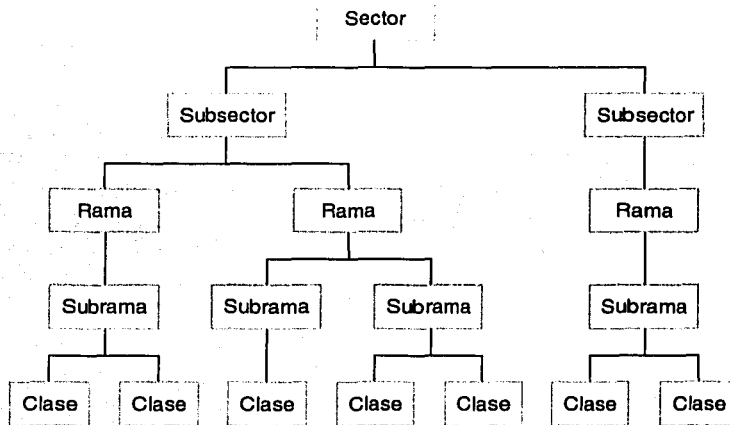 Sector
Subsector Subsector
Rama Rama Rama
Subrama Subrama Subrama Subrama
Clase Clase Clase Clase Clase Clase Clase